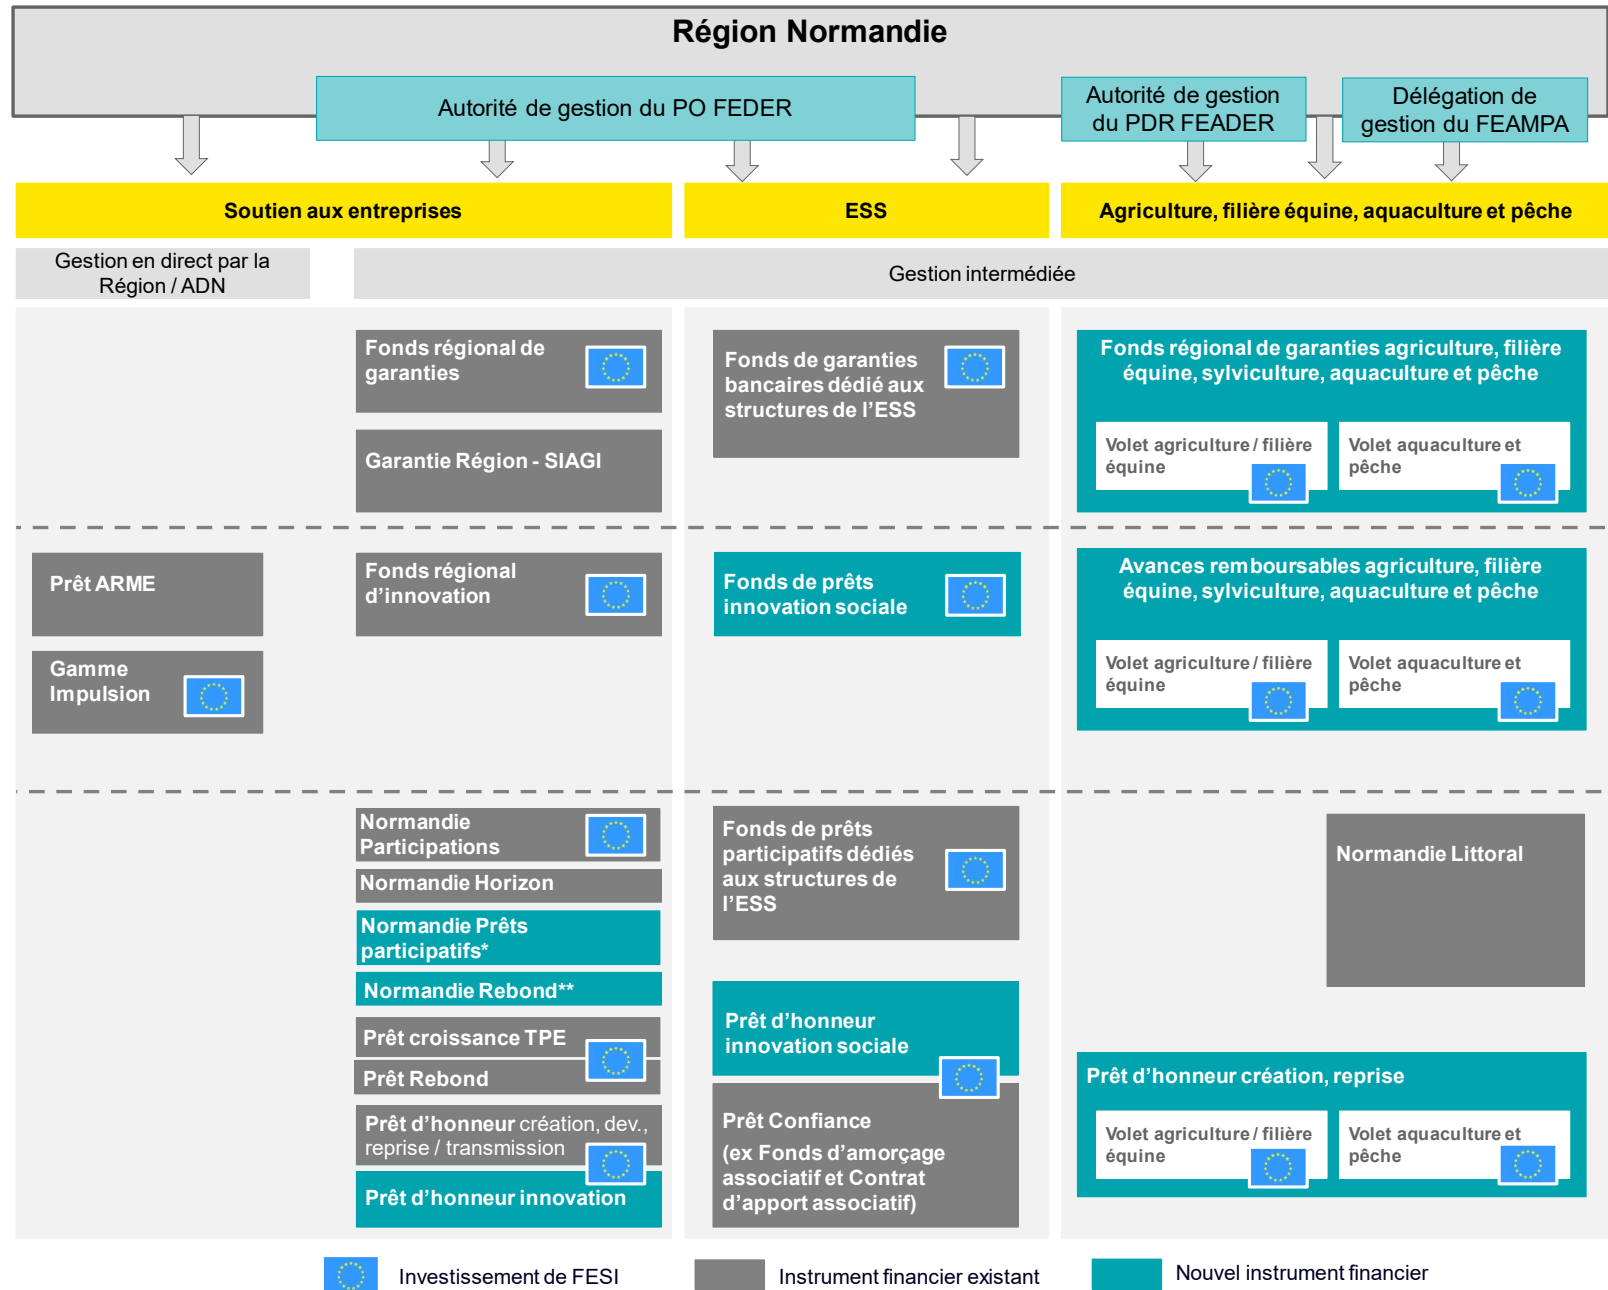 Région Normandie
Autorité de gestion du PO FEDER
Autorité de gestion
du PDR FEADER
Délégation de
gestion du FEAMPA
Soutien aux entreprises
ESS
Agriculture, filière équine, aquaculture et pêche
Gestion en direct par la
Région / ADN
Gestion intermédiée
Fonds régional de
garanties
Garantie Région - SIAGI
Fonds de garanties
bancaires dédié aux
structures de l’ESS
Fonds régional de garanties agriculture, filière
équine, sylviculture, aquaculture et pêche
Volet agriculture / filière
équine
Volet aquaculture et
pêche
Prêt ARME
Gamme
Impulsion
Fonds régional
d’innovation
Fonds de prêts
innovation sociale
Avances remboursables agriculture, filière
équine, sylviculture, aquaculture et pêche
Volet agriculture / filière
équine
Volet aquaculture et
pêche
Normandie
Participations
Normandie Horizon
Normandie Prêts
participatifs*
Normandie Rebond**
Prêt croissance TPE
Prêt Rebond
Prêt d’honneur création, dev.,
reprise / transmission
Prêt d’honneur innovation
Fonds de prêts
participatifs dédiés
aux structures de
l’ESS
Prêt d’honneur
innovation sociale
Prêt Confiance
(ex Fonds d’amorçage
associatif et Contrat
d’apport associatif)
Normandie Littoral
Prêt d’honneur création, reprise
Volet agriculture / filière
équine
Volet aquaculture et
pêche
Investissement de FESI
Instrument financier existant
Nouvel instrument financier